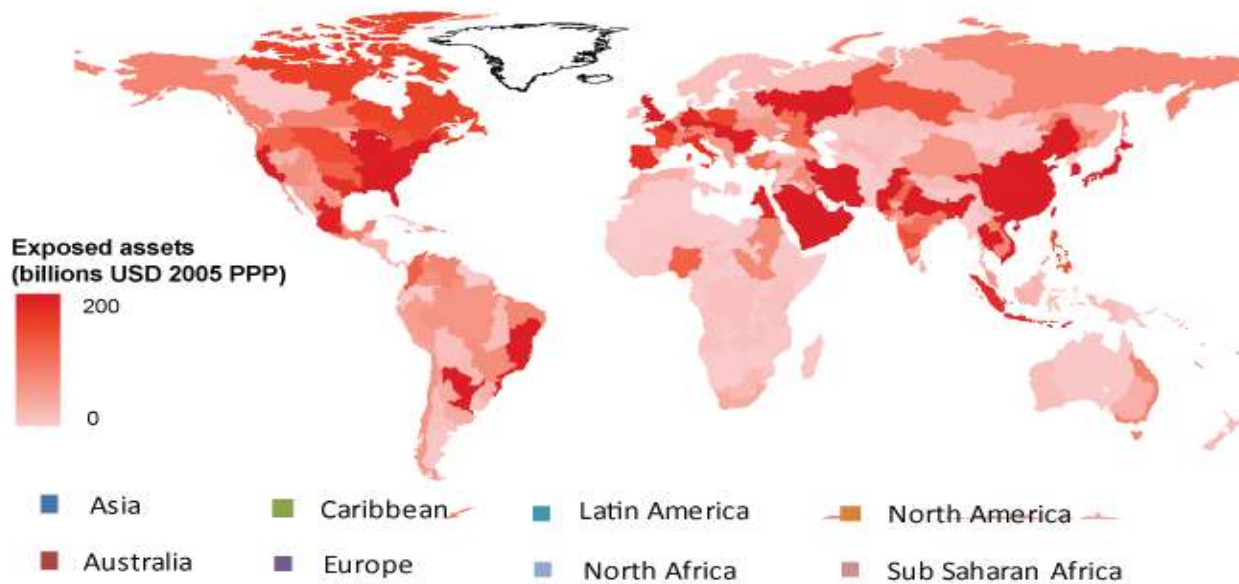 Exposed assets
(billions USD 2005 PPP)
200
0
Asia
Caribbean
Latin America
North America
Australia
Europe
North Africa
Sub Saharan Africa